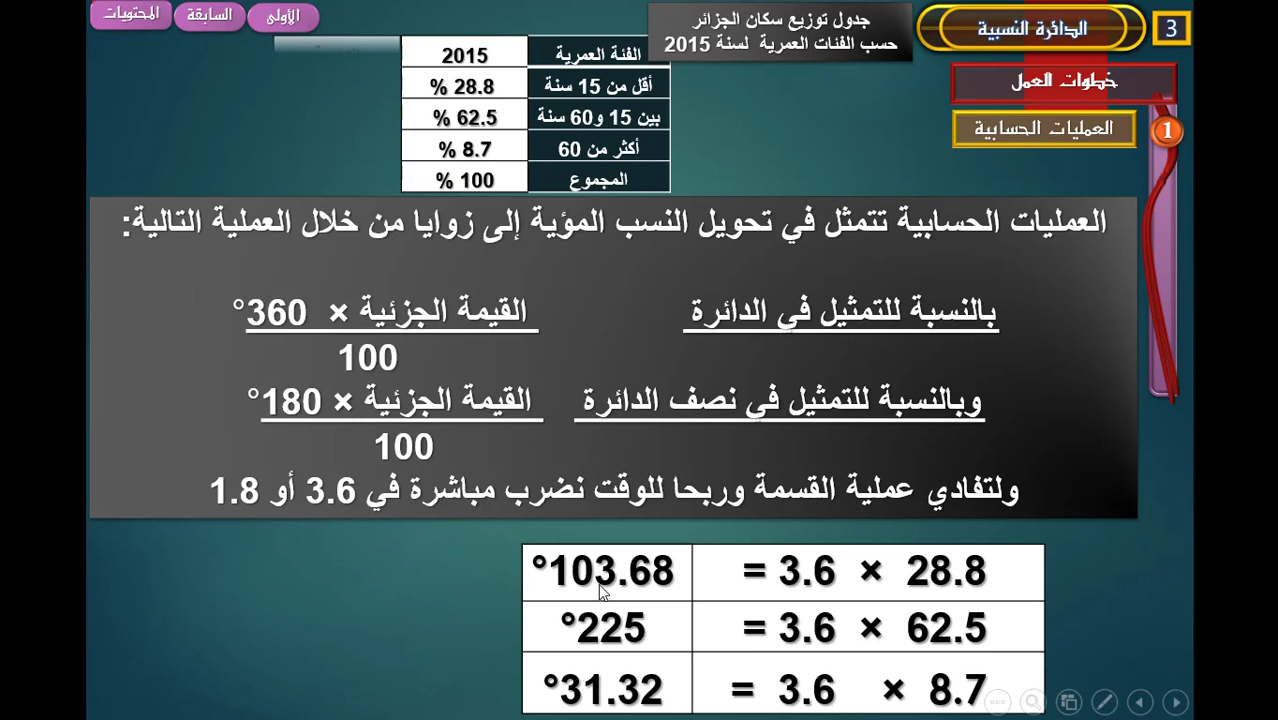 3
الدائرة النسبية
جدول توزيع سكان الجزائر
حسب الفئات العمرية لسنة 2015
الأولى
السابقة
المحتويات
خطوات العمل
1 العمليات الحسابية
الفئة العمرية 2015
أقل من 15 سنة 28.8 %
بين 15 و60 سنة 62.5 %
أكثر من 60 8.7 %
المجموع 100 %
العمليات الحسابية تتمثل في تحويل النسب المؤية إلى زوايا من خلال العملية التالية:
بالنسبة للتمثيل في الدائرة القيمة الجزئية × 360°
100
وبالنسبة للتمثيل في نصف الدائرة القيمة الجزئية × 180°
100
ولتفادي عملية القسمة وربحا للوقت نضرب مباشرة في 3.6 أو 1.8
28.8 × 3.6 = 103.68°
62.5 × 3.6 = 225°
8.7 × 3.6 = 31.32°